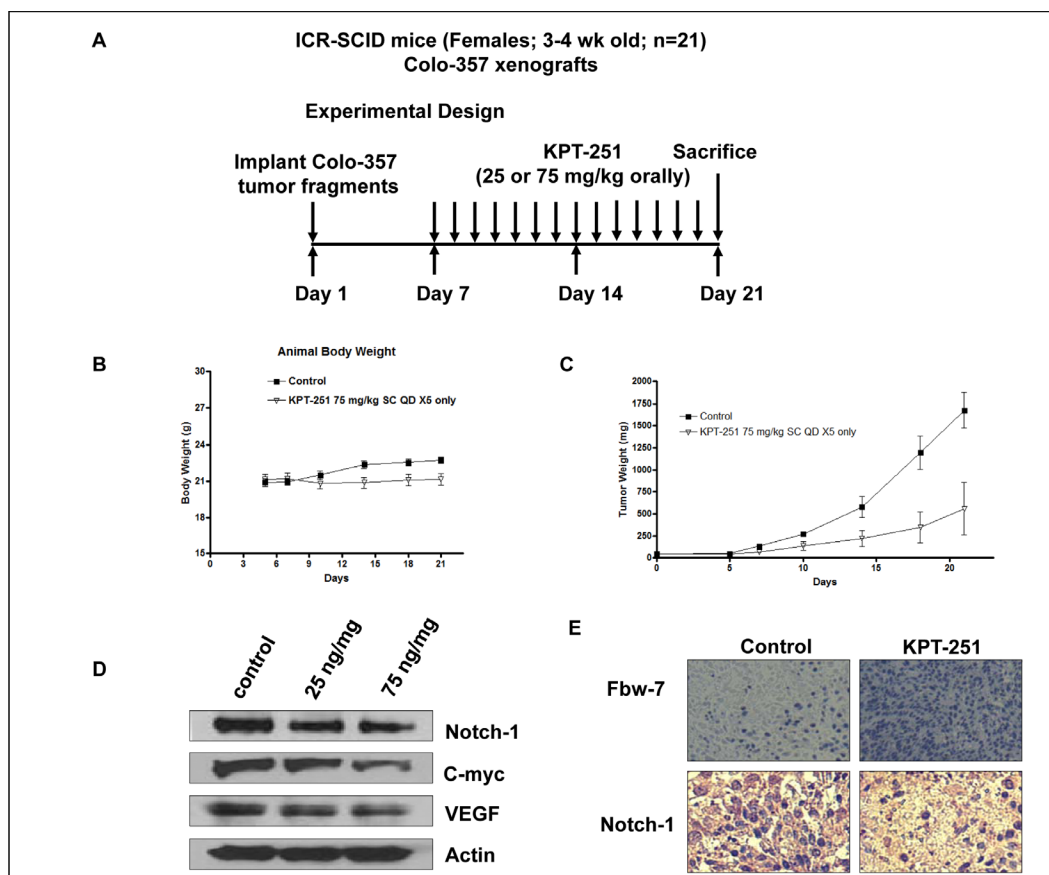 A
ICR-SCID mice (Females; 3-4 wk old; n=21)
Colo-357 xenografts
Experimental Design
Implant Colo-357
tumor fragments
KPT-251
(25 or 75 mg/kg orally)
Sacrifice
Day 1
Day 7
Day 14
Day 21
B
Animal Body Weight
Control
KPT-251 75 mg/kg SC QD X5 only
Body Weight (g)
30
27
24
21
18
15
0 3 6 9 12 15 18 21
Days
C
Control
KPT-251 75 mg/kg SC QD X5 only
Tumor Weight (mg)
2000
1750
1500
1250
1000
750
500
250
0
0 5 10 15 20
Days
D
control
25 ng/mg
75 ng/mg
Notch-1
C-myc
VEGF
Actin
E
Control
KPT-251
Fbw-7
Notch-1